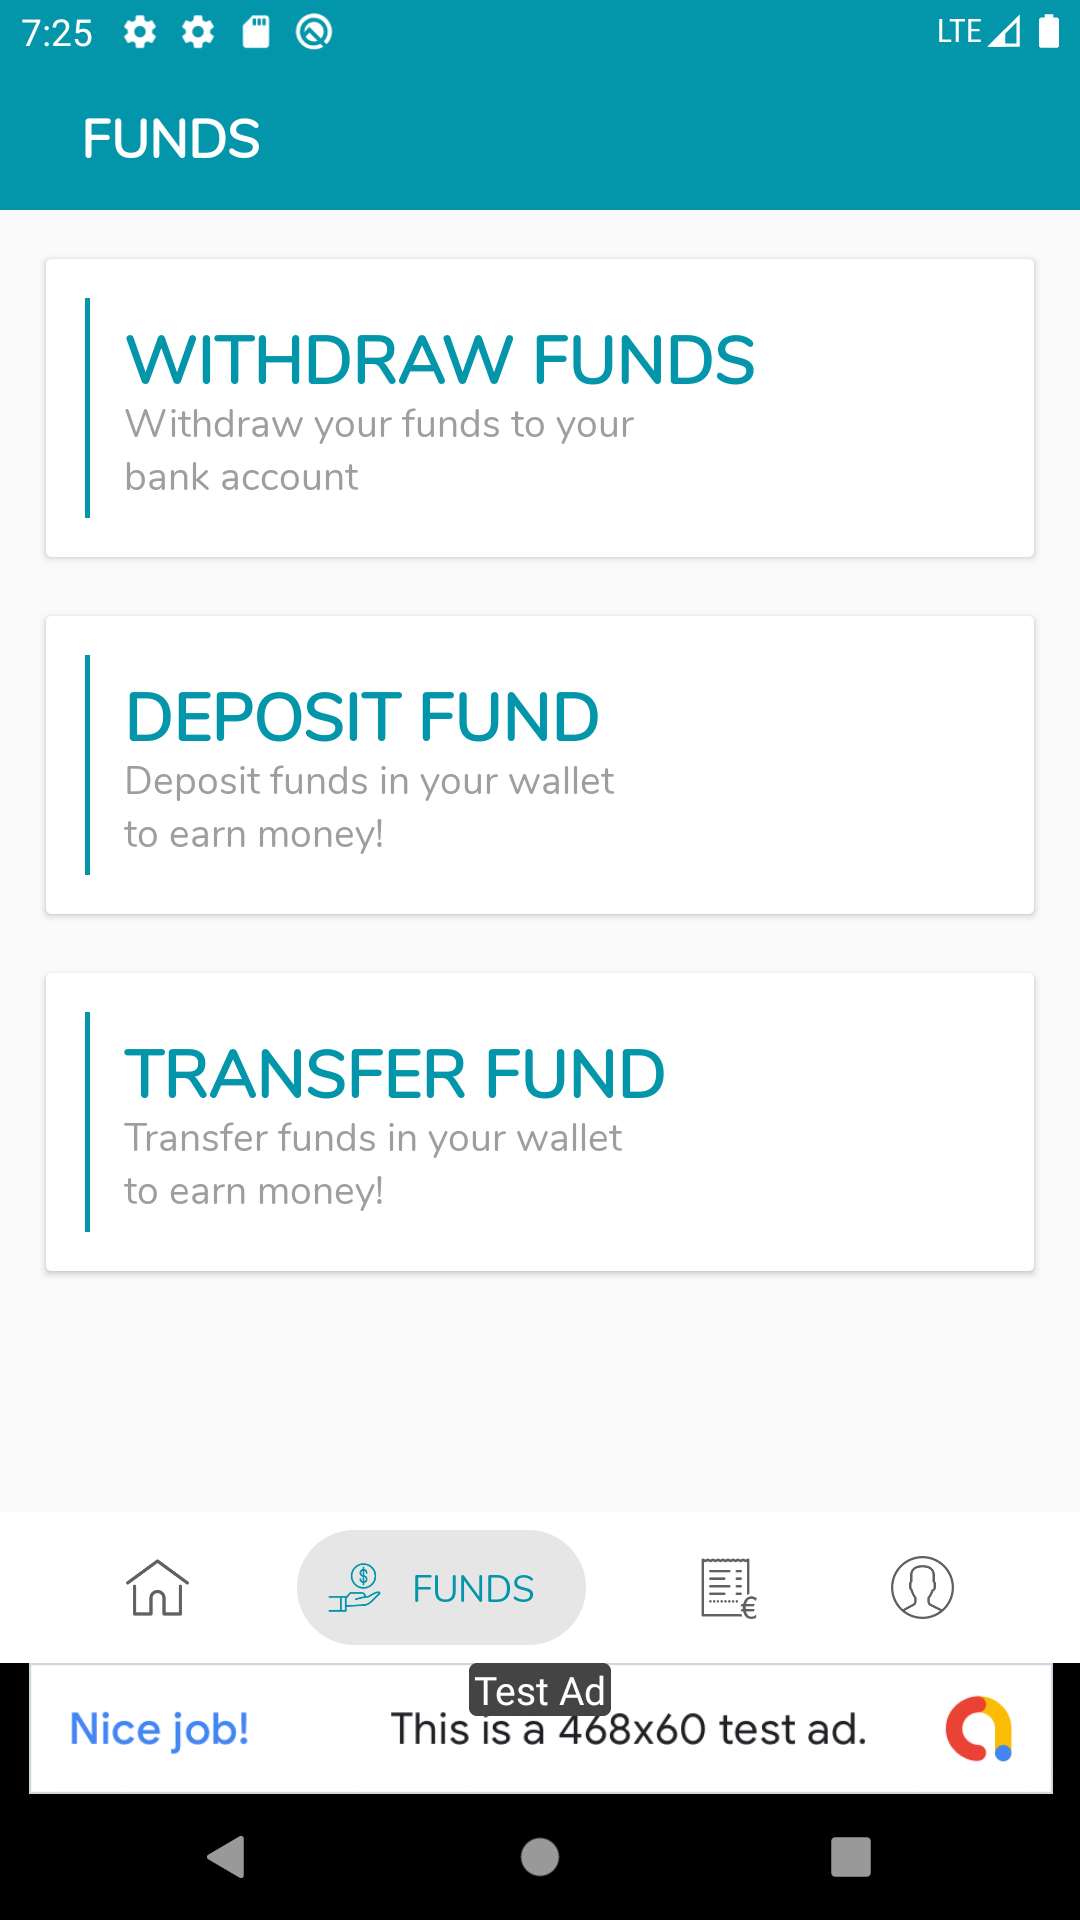 7:25
LTE
FUNDS
WITHDRAW FUNDS
Withdraw your funds to your
bank account
DEPOSIT FUND
Deposit funds in your wallet
to earn money!
TRANSFER FUND
Transfer funds in your wallet
to earn money!
FUNDS
Test Ad
Nice job!
This is a 468x60 test ad.